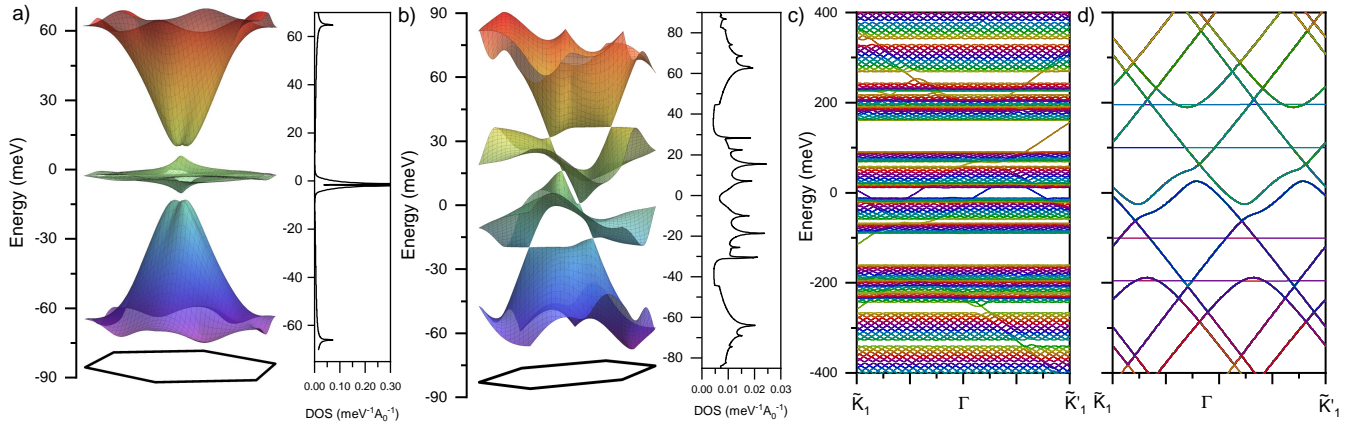 a)
Energy (meV)
60
30
0
-30
-60
-90
60
40
20
0
-20
-40
-60
0.00
0.10
0.20
0.30
DOS (meV⁻¹A₀⁻¹)
b)
Energy (meV)
90
60
30
0
-30
-60
-90
80
60
40
20
0
-20
-40
-60
-80
0.00
0.01
0.02
0.03
DOS (meV⁻¹A₀⁻¹)
c)
Energy (meV)
400
200
0
-200
-400
K̃₁
Γ
K̃'₁
d)
K̃₁
Γ
K̃'₁